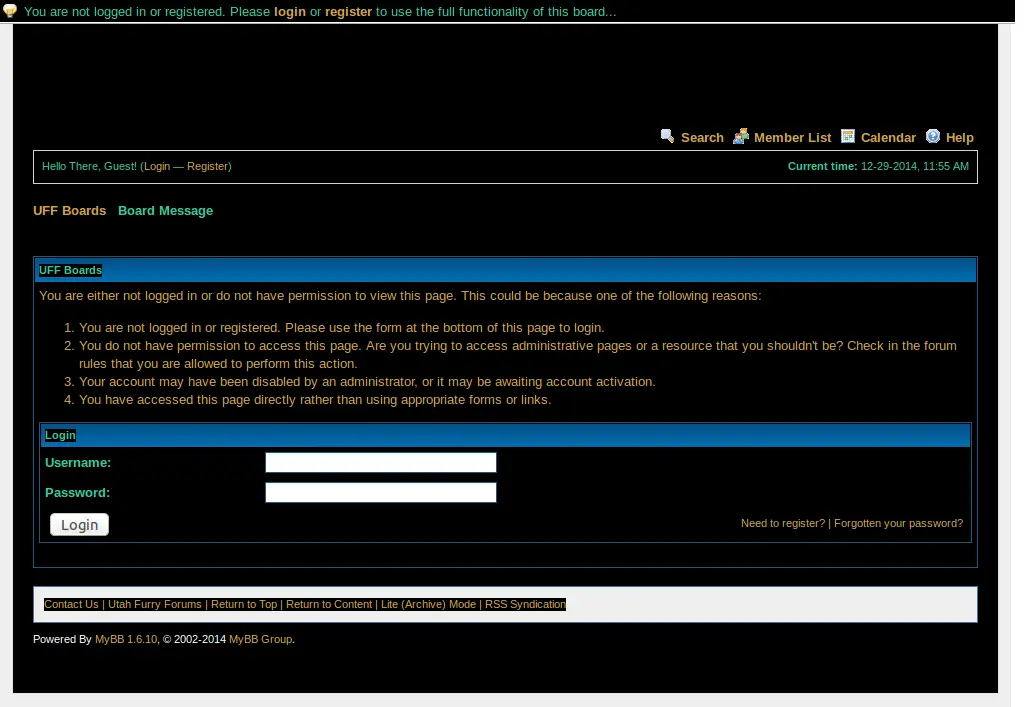 You are not logged in or registered. Please login or register to use the full functionality of this board...
Search Member List Calendar Help
Hello There, Guest! (Login — Register) Current time: 12-29-2014, 11:55 AM
UFF Boards Board Message
UFF Boards
You are either not logged in or do not have permission to view this page. This could be because one of the following reasons:
1. You are not logged in or registered. Please use the form at the bottom of this page to login.
2. You do not have permission to access this page. Are you trying to access administrative pages or a resource that you shouldn't be? Check in the forum
rules that you are allowed to perform this action.
3. Your account may have been disabled by an administrator, or it may be awaiting account activation.
4. You have accessed this page directly rather than using appropriate forms or links.
Login
Username:
Password:
Login Need to register? | Forgotten your password?
Contact Us | Utah Furry Forums | Return to Top | Return to Content | Lite (Archive) Mode | RSS Syndication
Powered By MyBB 1.6.10, © 2002-2014 MyBB Group.